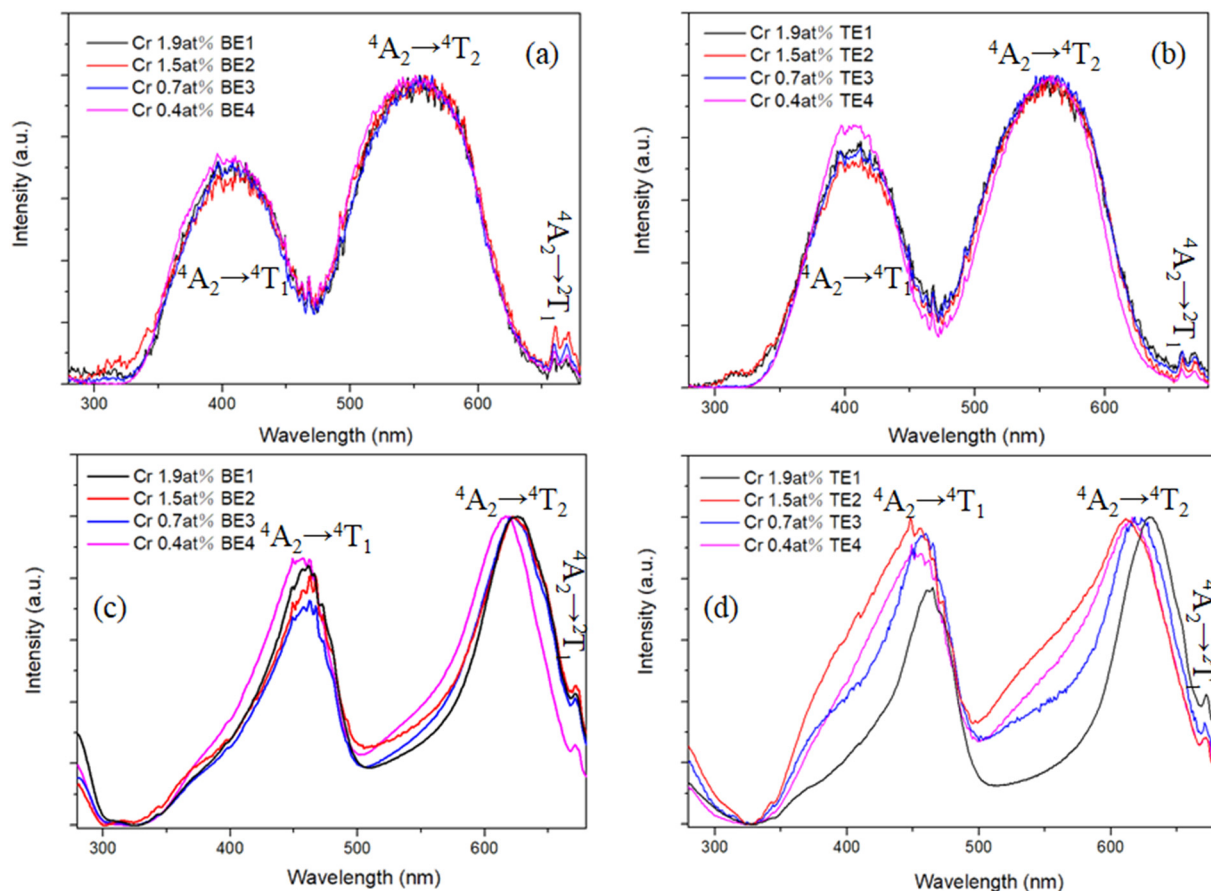 Cr 1.9at% BE1
Cr 1.5at% BE2
Cr 0.7at% BE3
Cr 0.4at% BE4
⁴A₂→⁴T₂
(a)
⁴A₂→⁴T₁
⁴A₂→²T₁
Intensity (a.u.)
300 400 500 600
Wavelength (nm)
Cr 1.9at% TE1
Cr 1.5at% TE2
Cr 0.7at% TE3
Cr 0.4at% TE4
⁴A₂→⁴T₂
(b)
⁴A₂→⁴T₁
⁴A₂→²T₁
Intensity (a.u.)
300 400 500 600
Wavelength (nm)
Cr 1.9at% BE1
Cr 1.5at% BE2
Cr 0.7at% BE3
Cr 0.4at% BE4
⁴A₂→⁴T₁
⁴A₂→⁴T₂
(c)
⁴A₂→²T₁
Intensity (a.u.)
300 400 500 600
Wavelength (nm)
Cr 1.9at% TE1
Cr 1.5at% TE2
Cr 0.7at% TE3
Cr 0.4at% TE4
⁴A₂→⁴T₁
⁴A₂→⁴T₂
(d)
⁴A₂→²T₁
Intensity (a.u.)
300 400 500 600
Wavelength (nm)